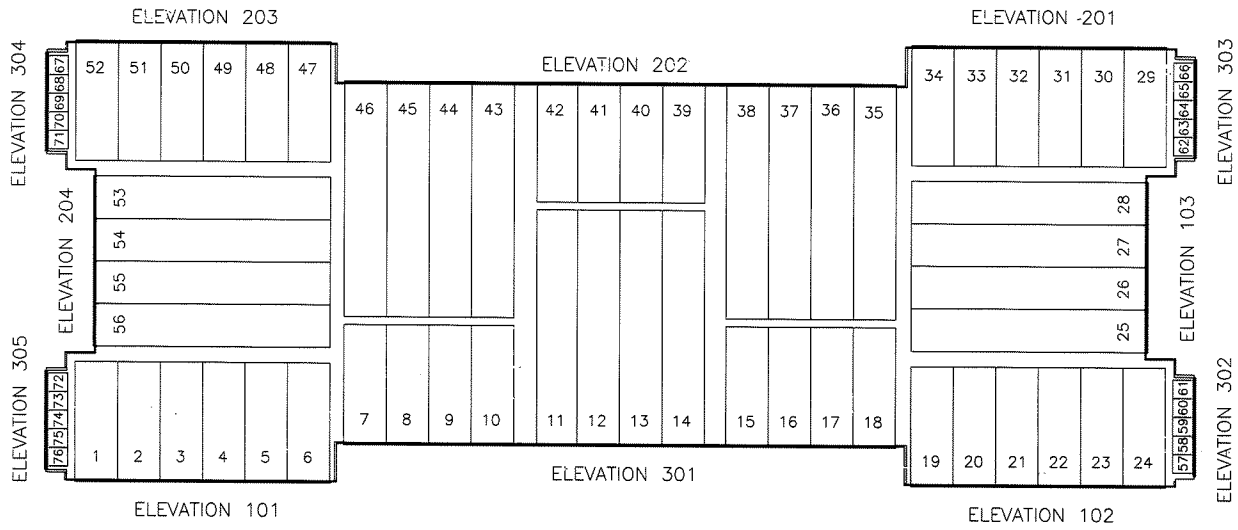 ELEVATION 203
ELEVATION -201
ELEVATION 202
ELEVATION 304
67
68
69
70
71
52 51 50 49 48 47
46 45 44 43
42 41 40 39
38 37 36 35
34 33 32 31 30 29
66
65
64
63
62
ELEVATION 303
ELEVATION 204
53
54
55
56
28
27
26
25
ELEVATION 103
ELEVATION 305
72
73
74
75
76
1 2 3 4 5 6
7 8 9 10
11 12 13 14
15 16 17 18
19 20 21 22 23 24
61
60
59
58
57
ELEVATION 302
ELEVATION 101
ELEVATION 301
ELEVATION 102